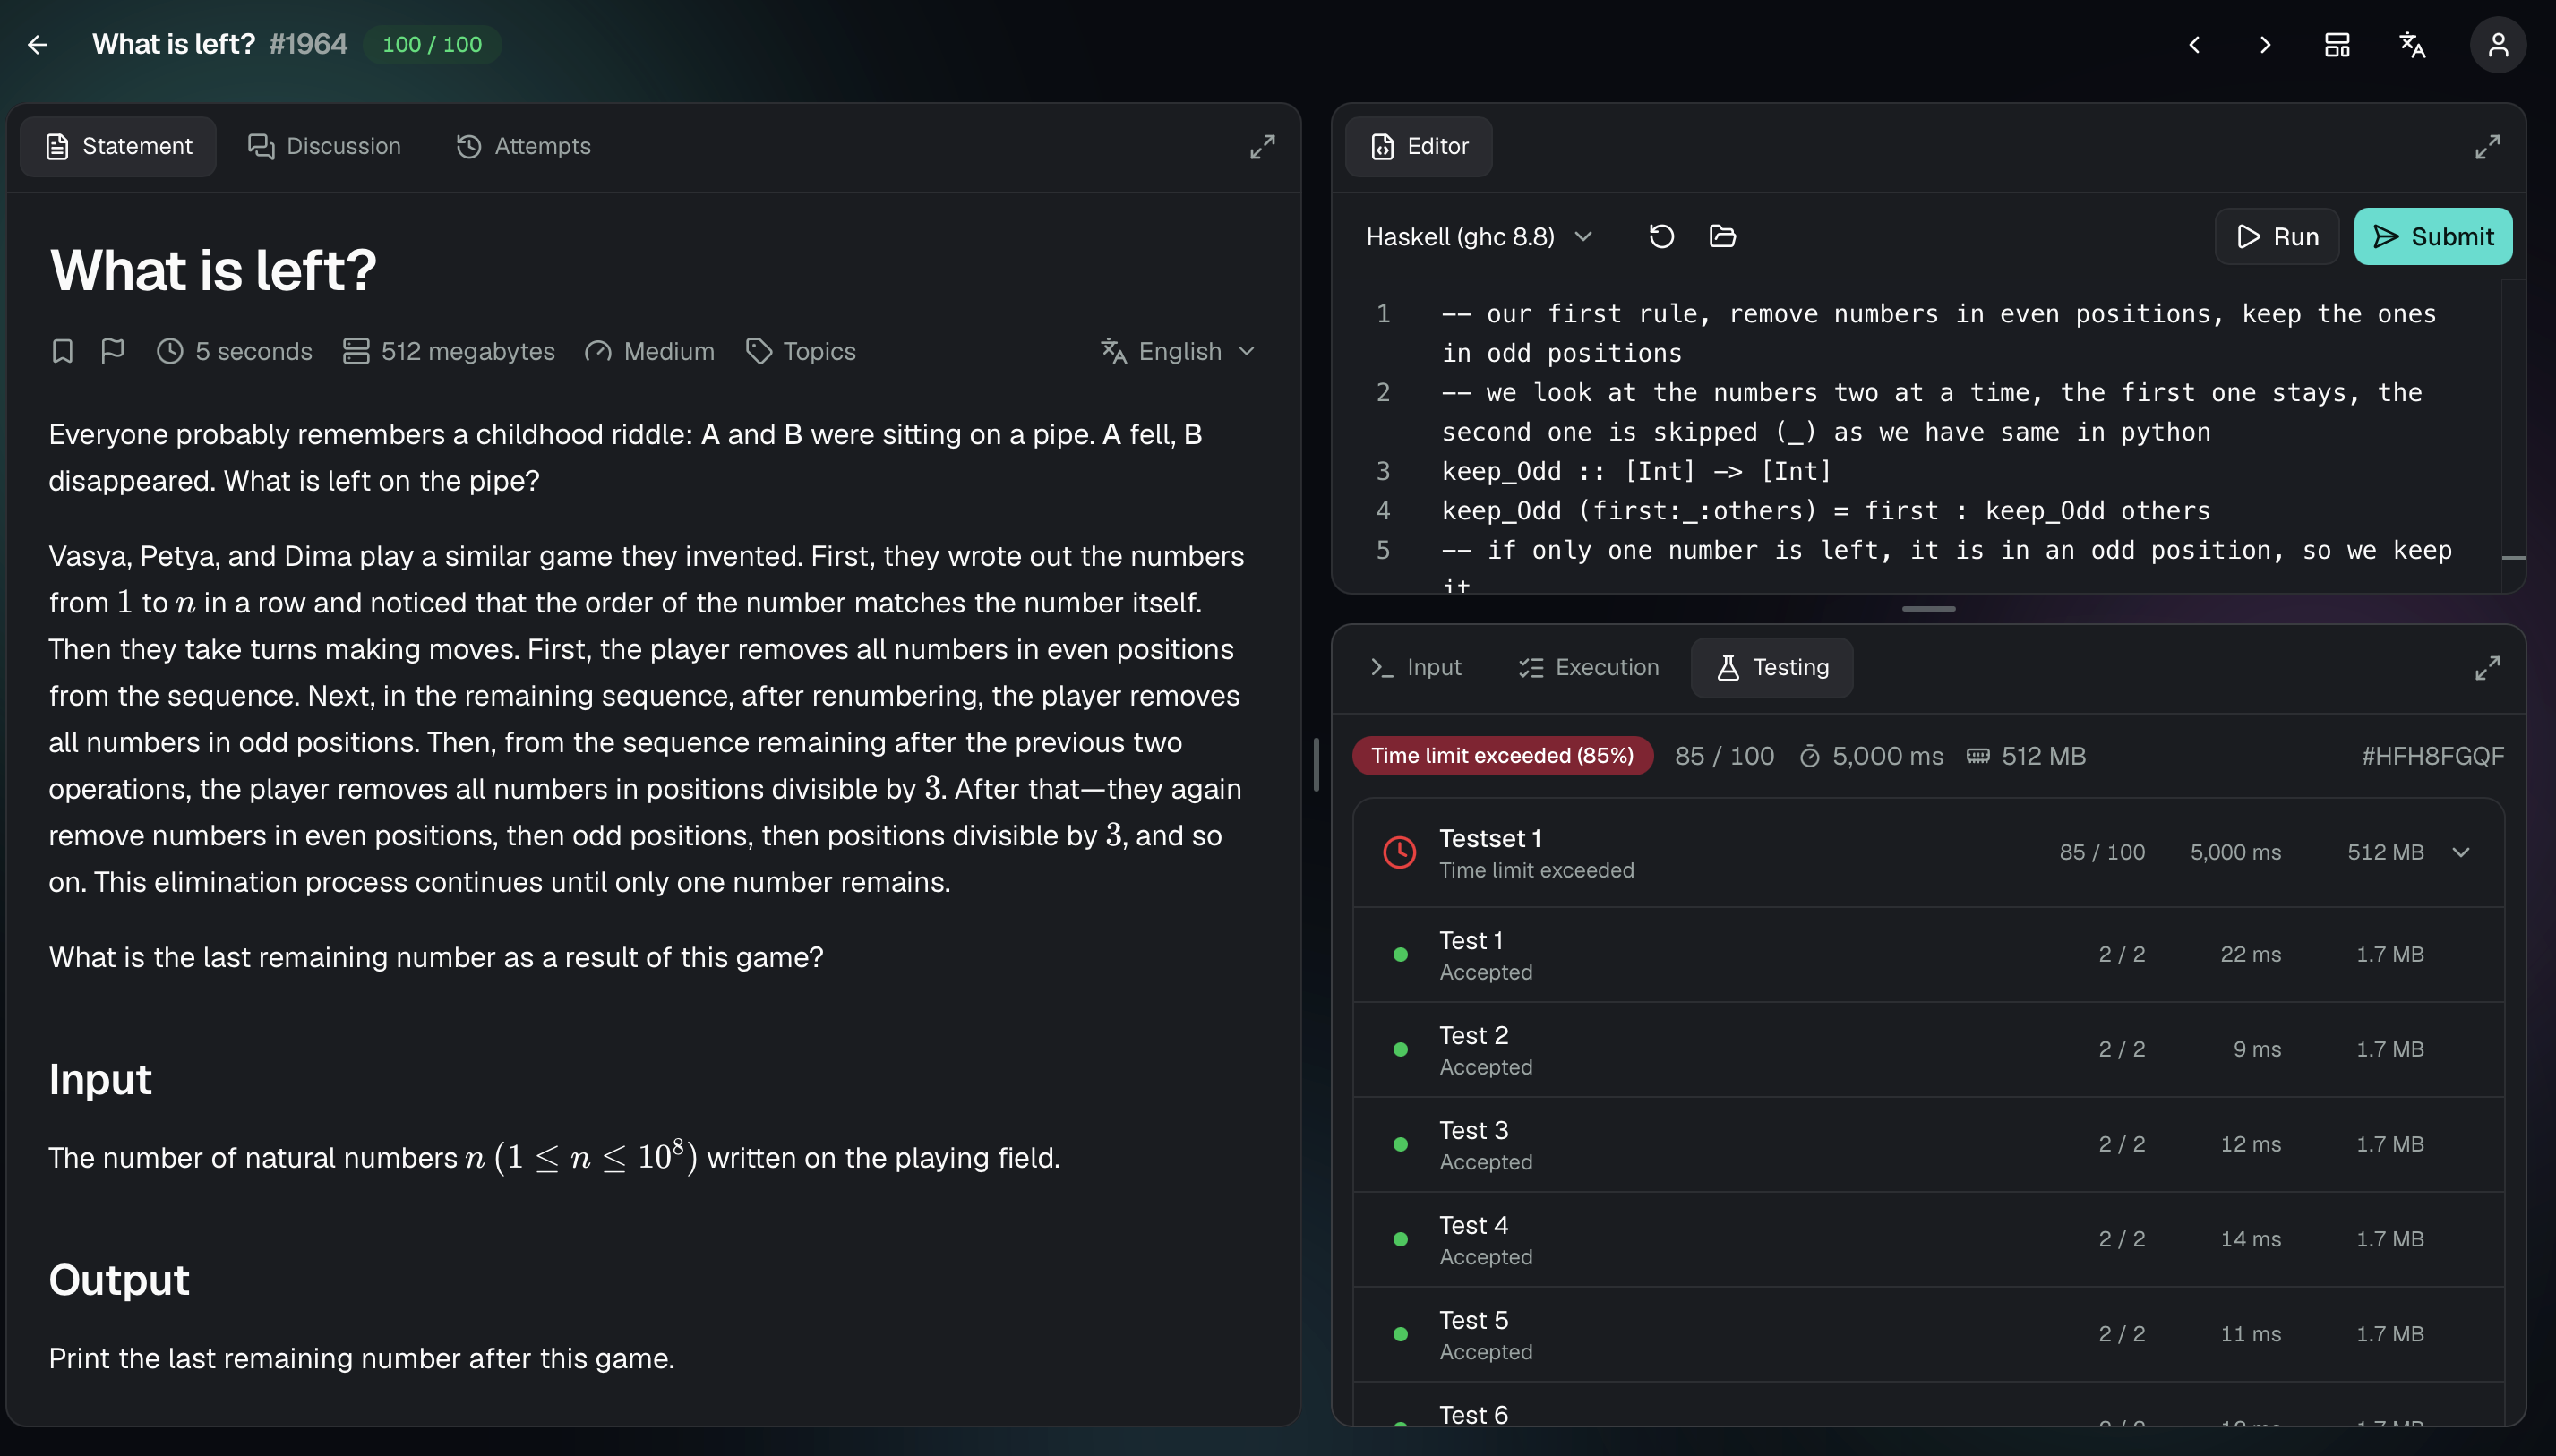 What is left? #1964 100 / 100
Statement
Discussion
Attempts
What is left?
5 seconds 512 megabytes Medium Topics English
Everyone probably remembers a childhood riddle: A and B were sitting on a pipe. A fell, B
disappeared. What is left on the pipe?
Vasya, Petya, and Dima play a similar game they invented. First, they wrote out the numbers
from 1 to n in a row and noticed that the order of the number matches the number itself.
Then they take turns making moves. First, the player removes all numbers in even positions
from the sequence. Next, in the remaining sequence, after renumbering, the player removes
all numbers in odd positions. Then, from the sequence remaining after the previous two
operations, the player removes all numbers in positions divisible by 3. After that—they again
remove numbers in even positions, then odd positions, then positions divisible by 3, and so
on. This elimination process continues until only one number remains.
What is the last remaining number as a result of this game?
Input
The number of natural numbers n (1 ≤ n ≤ 10⁸) written on the playing field.
Output
Print the last remaining number after this game.
Editor
Haskell (ghc 8.8)
Run
Submit
1 -- our first rule, remove numbers in even positions, keep the ones
in odd positions
2 -- we look at the numbers two at a time, the first one stays, the
second one is skipped (_) as we have same in python
3 keep_Odd :: [Int] -> [Int]
4 keep_Odd (first:_:others) = first : keep_Odd others
5 -- if only one number is left, it is in an odd position, so we keep
it
Input
Execution
Testing
Time limit exceeded (85%) 85 / 100 5,000 ms 512 MB #HFH8FGQF
Testset 1 85 / 100 5,000 ms 512 MB
Time limit exceeded
Test 1 2 / 2 22 ms 1.7 MB
Accepted
Test 2 2 / 2 9 ms 1.7 MB
Accepted
Test 3 2 / 2 12 ms 1.7 MB
Accepted
Test 4 2 / 2 14 ms 1.7 MB
Accepted
Test 5 2 / 2 11 ms 1.7 MB
Accepted
Test 6